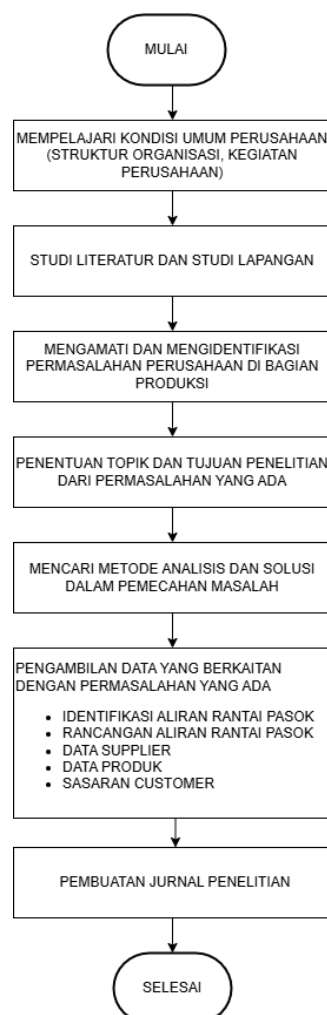 MULAI
MEMPELAJARI KONDISI UMUM PERUSAHAAN
(STRUKTUR ORGANISASI, KEGIATAN
PERUSAHAAN)
STUDI LITERATUR DAN STUDI LAPANGAN
MENGAMATI DAN MENGIDENTIFIKASI
PERMASALAHAN PERUSAHAAN DI BAGIAN
PRODUKSI
PENENTUAN TOPIK DAN TUJUAN PENELITIAN
DARI PERMASALAHAN YANG ADA
MENCARI METODE ANALISIS DAN SOLUSI
DALAM PEMECAHAN MASALAH
PENGAMBILAN DATA YANG BERKAITAN
DENGAN PERMASALAHAN YANG ADA
• IDENTIFIKASI ALIRAN RANTAI PASOK
• RANCANGAN ALIRAN RANTAI PASOK
• DATA SUPPLIER
• DATA PRODUK
• SASARAN CUSTOMER
PEMBUATAN JURNAL PENELITIAN
SELESAI